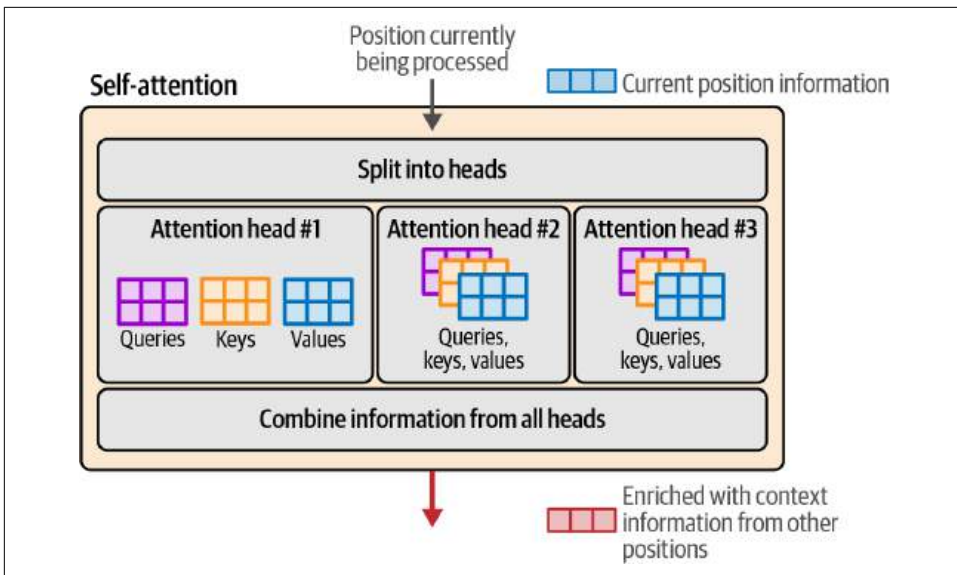 Position currently
being processed
Self-attention
Current position information
Split into heads
Attention head #1
Attention head #2
Attention head #3
Queries
Keys
Values
Queries,
keys, values
Queries,
keys, values
Combine information from all heads
Enriched with context
information from other
positions